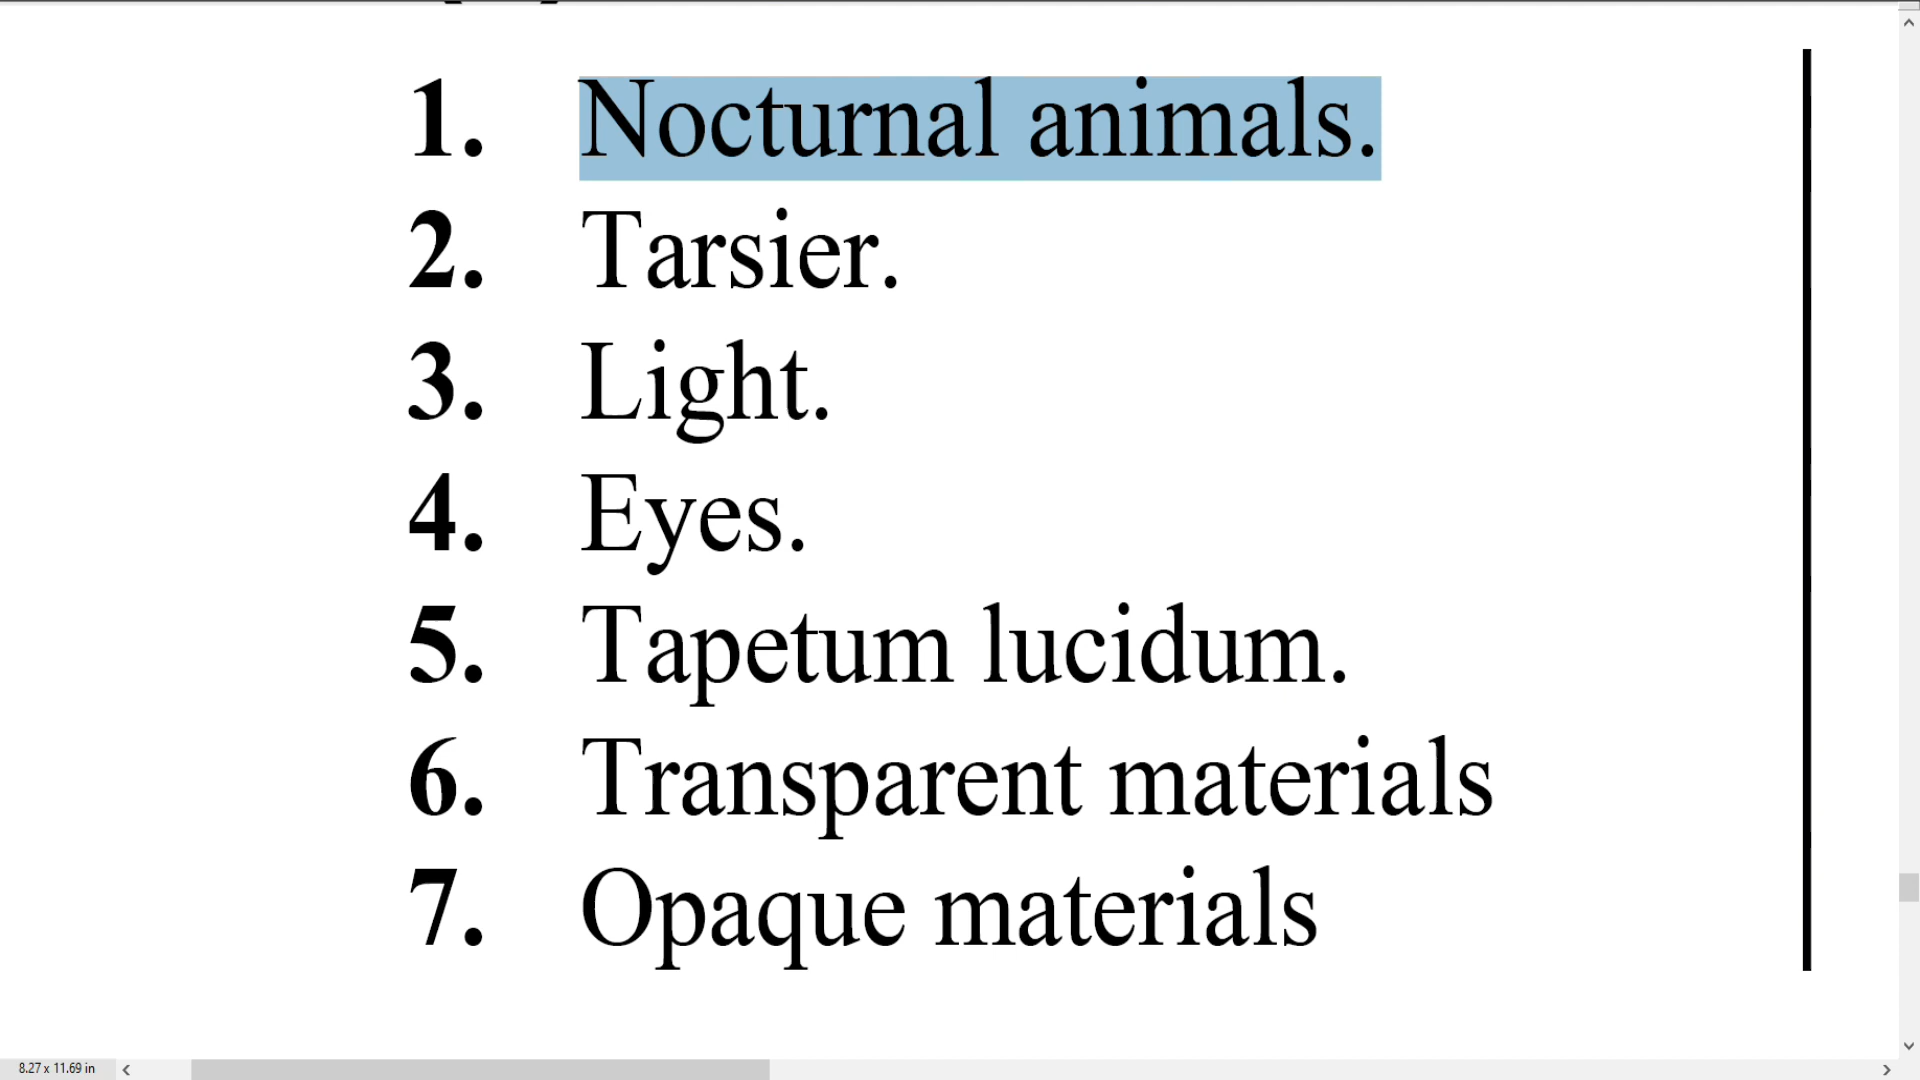 1. Nocturnal animals.
2. Tarsier.
3. Light.
4. Eyes.
5. Tapetum lucidum.
6. Transparent materials
7. Opaque materials
8.27 x 11.69 in